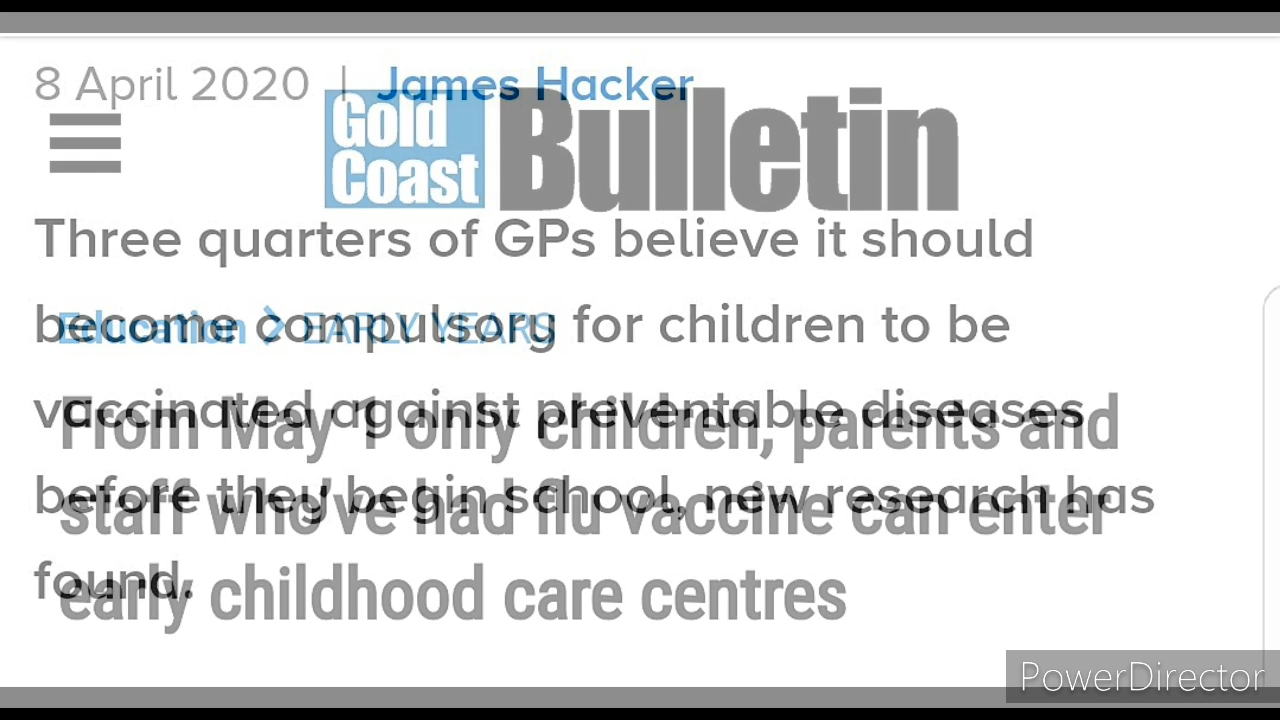 8 April 2020 | James Hacker
Gold
Coast
Bulletin
Three quarters of GPs believe it should
become compulsory for children to be
vaccinated against preventable diseases
before they begin school, new research has
found.
Education > EARLY YEARS
From May 1 only children, parents and
staff who've had flu vaccine can enter
early childhood care centres
PowerDirector